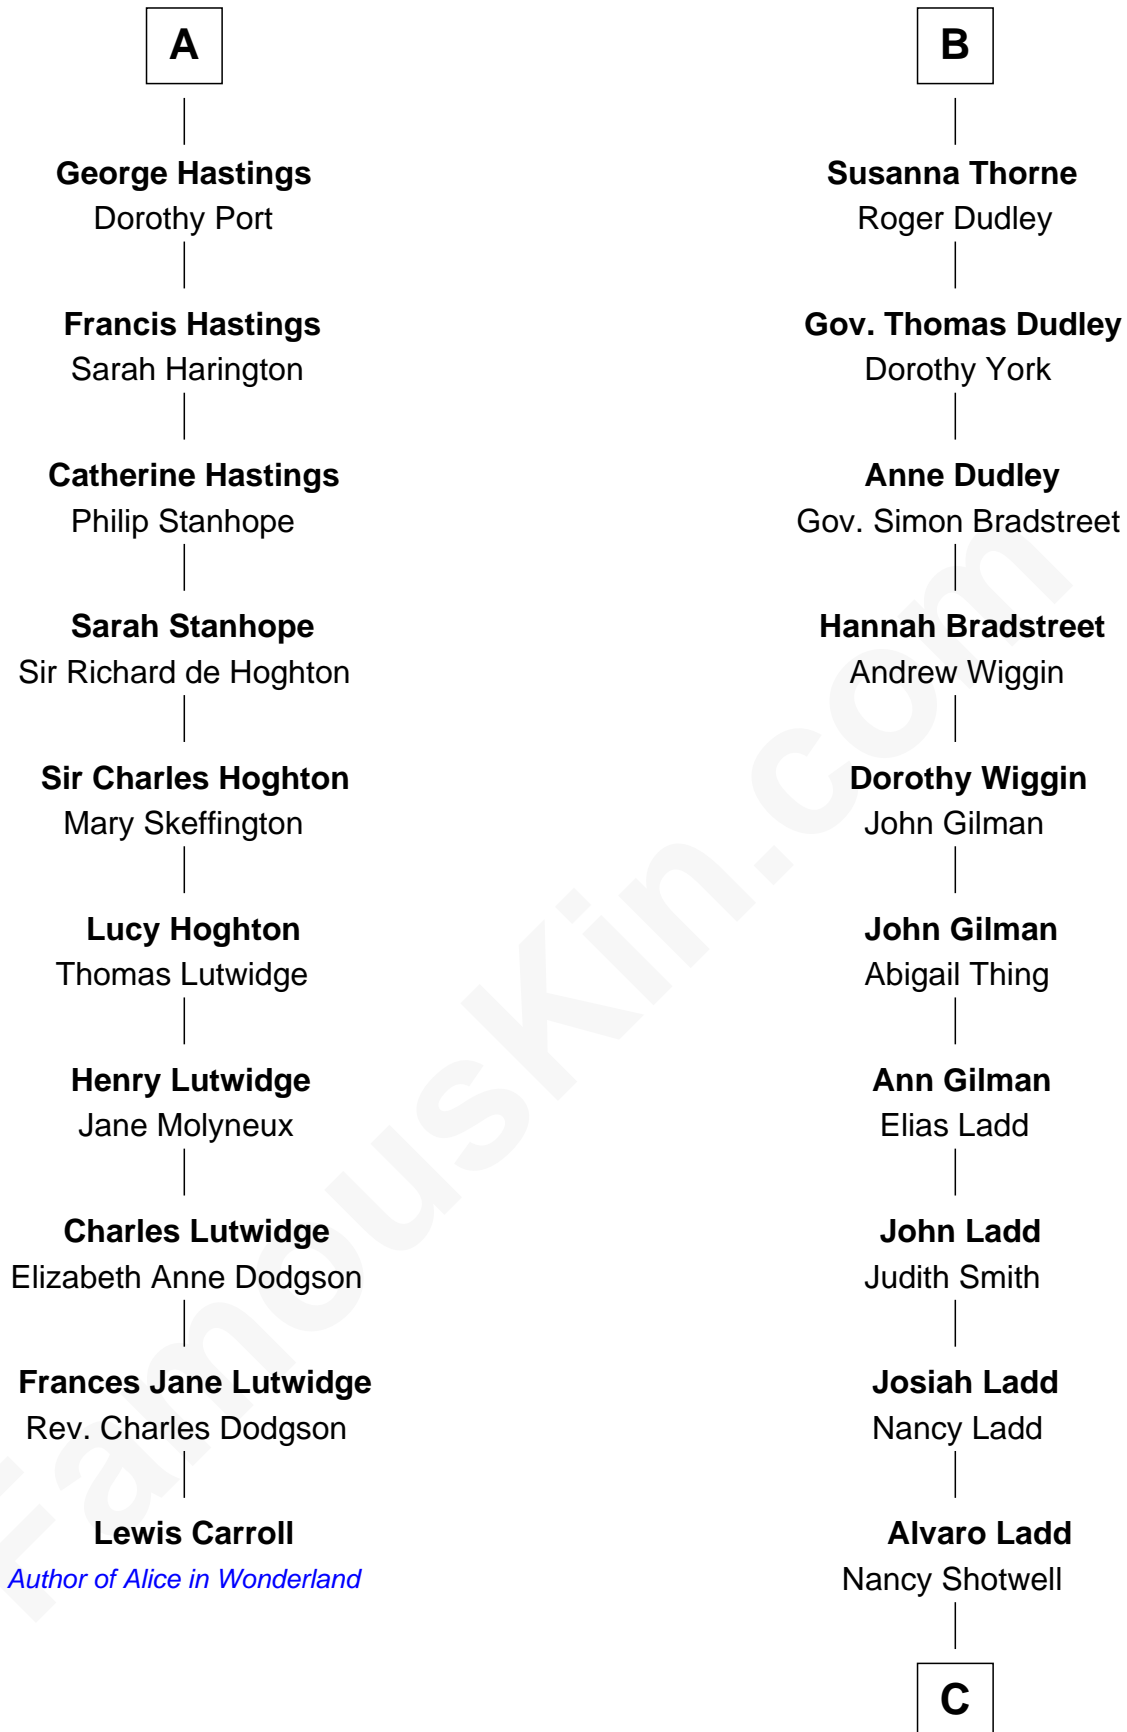 A
George Hastings
Dorothy Port
Francis Hastings
Sarah Harington
Catherine Hastings
Philip Stanhope
Sarah Stanhope
Sir Richard de Hoghton
Sir Charles Hoghton
Mary Skeffington
Lucy Hoghton
Thomas Lutwidge
Henry Lutwidge
Jane Molyneux
Charles Lutwidge
Elizabeth Anne Dodgson
Frances Jane Lutwidge
Rev. Charles Dodgson
Lewis Carroll
Author of Alice in Wonderland
B
Susanna Thorne
Roger Dudley
Gov. Thomas Dudley
Dorothy York
Anne Dudley
Gov. Simon Bradstreet
Hannah Bradstreet
Andrew Wiggin
Dorothy Wiggin
John Gilman
John Gilman
Abigail Thing
Ann Gilman
Elias Ladd
John Ladd
Judith Smith
Josiah Ladd
Nancy Ladd
Alvaro Ladd
Nancy Shotwell
C
FamousKin.com